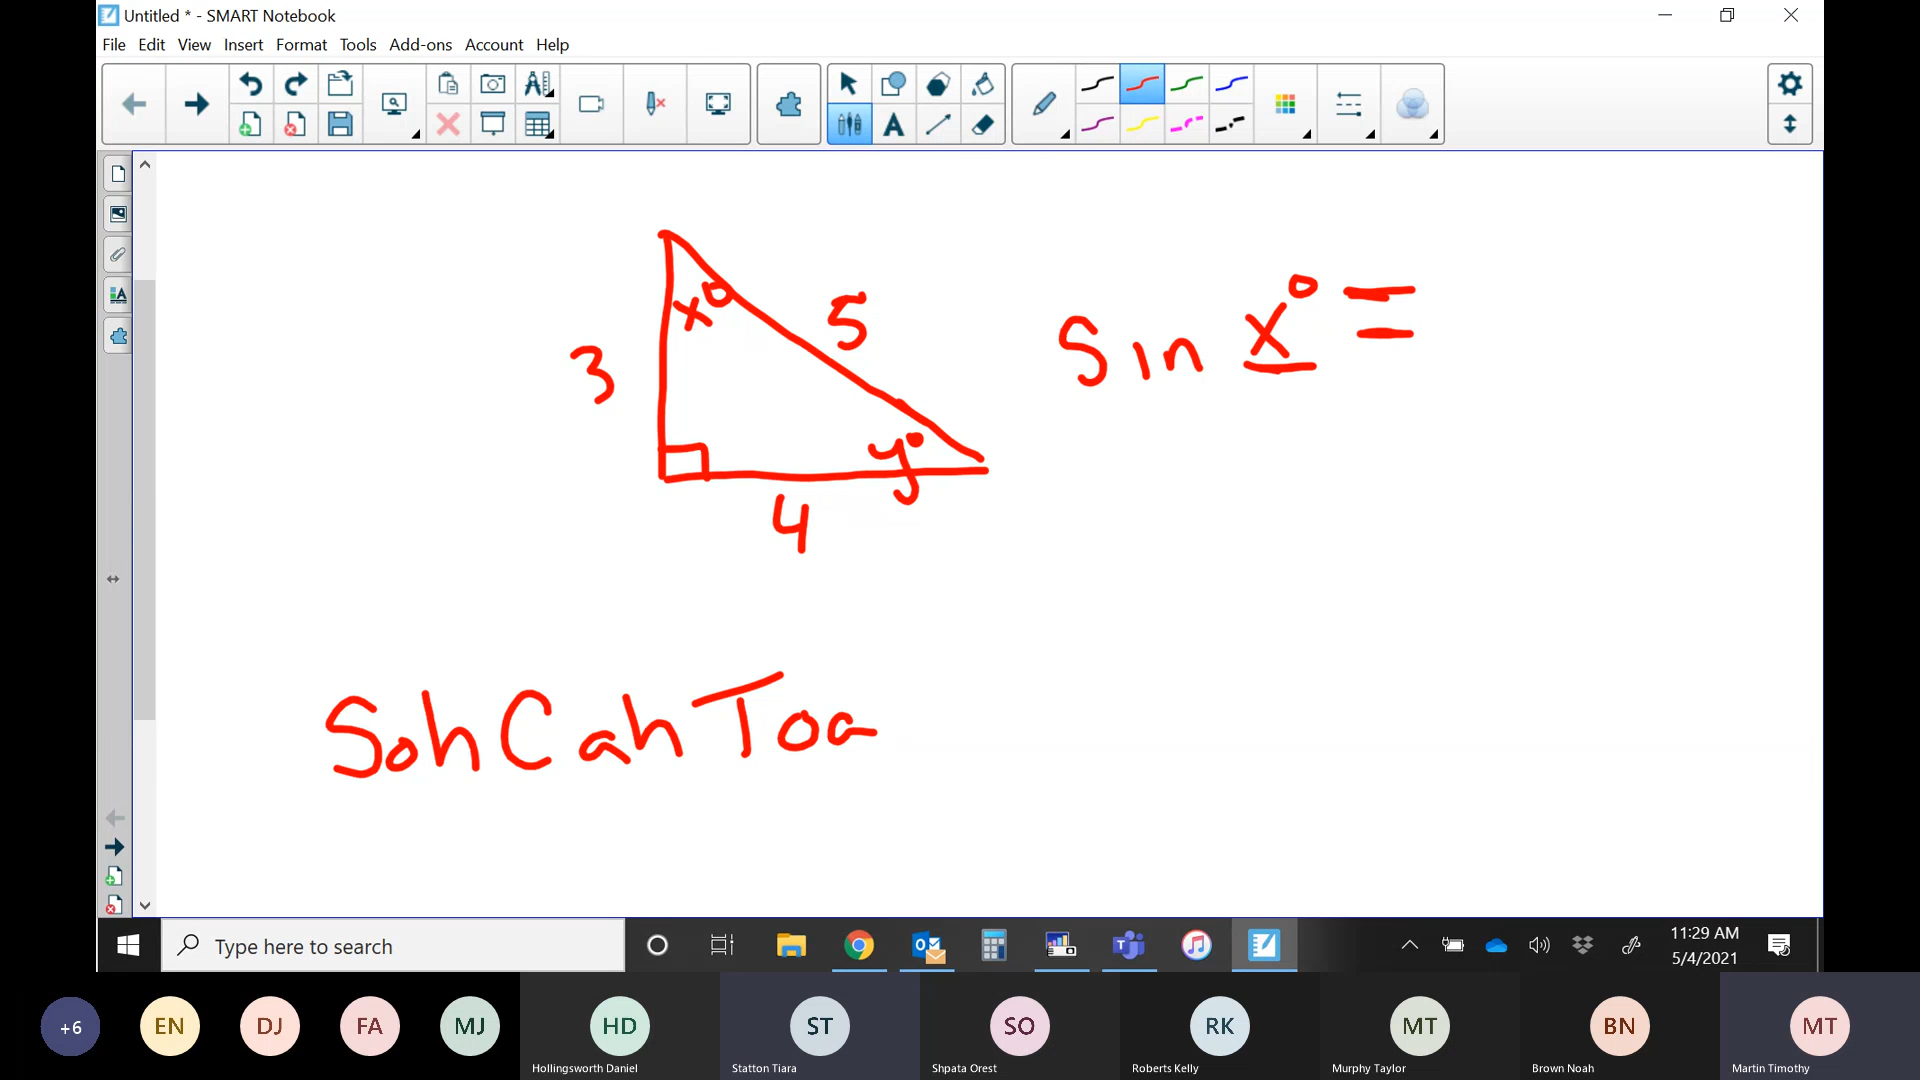 Untitled * - SMART Notebook
File Edit View Insert Format Tools Add-ons Account Help
x°
5
3
y°
4
Sin x° =
SohCahToa
Type here to search
11:29 AM
5/4/2021
+6
EN
DJ
FA
MJ
HD
Hollingsworth Daniel
ST
Statton Tiara
SO
Shpata Orest
RK
Roberts Kelly
MT
Murphy Taylor
BN
Brown Noah
MT
Martin Timothy